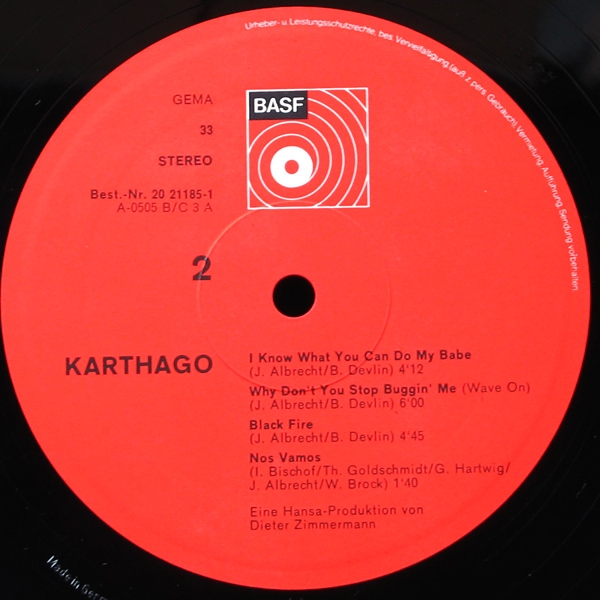 Urheber- u. Leistungsschutzrechte, bes. Vervielfältigung (auß. z. pers. Gebrauch), Vermietung, Aufführung, Sendung vorbehalten.
GEMA
BASF
33
STEREO
Best.-Nr. 20 21185-1
A-0505 B/C 3 A
2
KARTHAGO
I Know What You Can Do My Babe
(J. Albrecht/B. Devlin) 4'12
Why Don't You Stop Buggin' Me (Wave On)
(J. Albrecht/B. Devlin) 6'00
Black Fire
(J. Albrecht/B. Devlin) 4'45
Nos Vamos
(I. Bischof/Th. Goldschmidt/G. Hartwig/
J. Albrecht/W. Brock) 1'40
Eine Hansa-Produktion von
Dieter Zimmermann
Made in